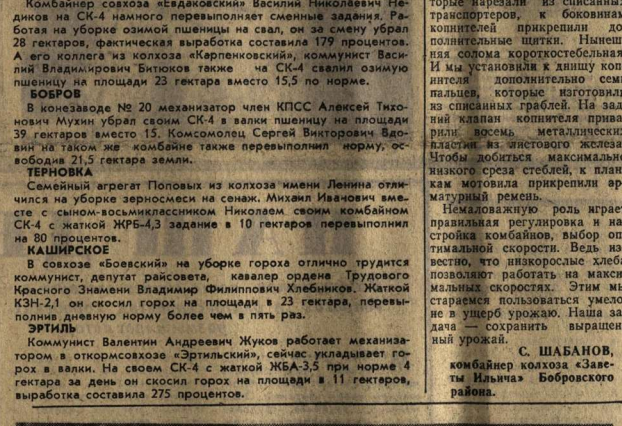 Комбайнер совхоза «Евдаковский» Василий Николаевич Не-
диков на СК-4 намного перевыполняет сменные задания. Ра-
ботая на уборке озимой пшеницы на свал, он за смену убрал
28 гектаров, фактическая выработка составила 179 процентов.
А его коллега из колхоза «Карпенковский», коммунист Васи-
лий Владимирович Битюков также на СК-4 свалил озимую
пшеницу на площади 23 гектара вместо 15,5 по норме.
БОБРОВ
В конезаводе № 20 механизатор член КПСС Алексей Тихо-
нович Мухин убрал своим СК-4 в валки пшеницу на площади
39 гектаров вместо 15. Комсомолец Сергей Викторович Вдо-
вин на таком же комбайне также перевыполнил норму, ос-
вободив 21,5 гектара земли.
ТЕРНОВКА
Семейный агрегат Поповых из колхоза имени Ленина отли-
чился на уборке зерносмеси на сенаж. Михаил Иванович вме-
сте с сыном-восьмиклассником Николаем своим комбайном
СК-4 с жаткой ЖРБ-4,3 задание в 10 гектаров перевыполнил
на 80 процентов.
КАШИРСКОЕ
В совхозе «Боевский» на уборке гороха отлично трудится
коммунист, депутат райсовета, кавалер ордена Трудового
Красного Знамени Владимир Филиппович Хлебников. Жаткой
КЗН-2,1 он скосил горох на площади в 23 гектара, перевы-
полнив дневную норму более чем в пять раз.
ЭРТИЛЬ
Коммунист Валентин Андреевич Жуков работает механиза-
тором в откормсовхозе «Эртильский», сейчас укладывает го-
рох в валки. На своем СК-4 с жаткой ЖБА-3,5 при норме 4
гектара за день он скосил горох на площади в 11 гектаров,
выработка составила 275 процентов.
торые нарезали из списанных
транспортеров, к боковинам
копнителей прикрепили до-
полнительные щитки. Нынеш
няя солома короткостебельная
И мы установили к днищу коп
нителя дополнительно семь
пальцев, которые изготовили
из списанных граблей. На зад
ний клапан копнителя прива
рили восемь металлических
пластин из листового железа.
Чтобы добиться максимально
низкого среза стеблей, к план
кам мотовила прикрепили ар
матурный ремень.
Немаловажную роль играет
правильная регулировка и на
стройка комбайнов, выбор оп
тимальной скорости. Ведь из
вестно, что низкорослые хлеба
позволяют работать на макси
мальных скоростях. Этим мы
стараемся пользоваться умело
не в ущерб урожаю. Наша за
дача — сохранить выращен
ный урожай.
С. ШАБАНОВ,
комбайнер колхоза «Заве-
ты Ильича» Бобровского
района.